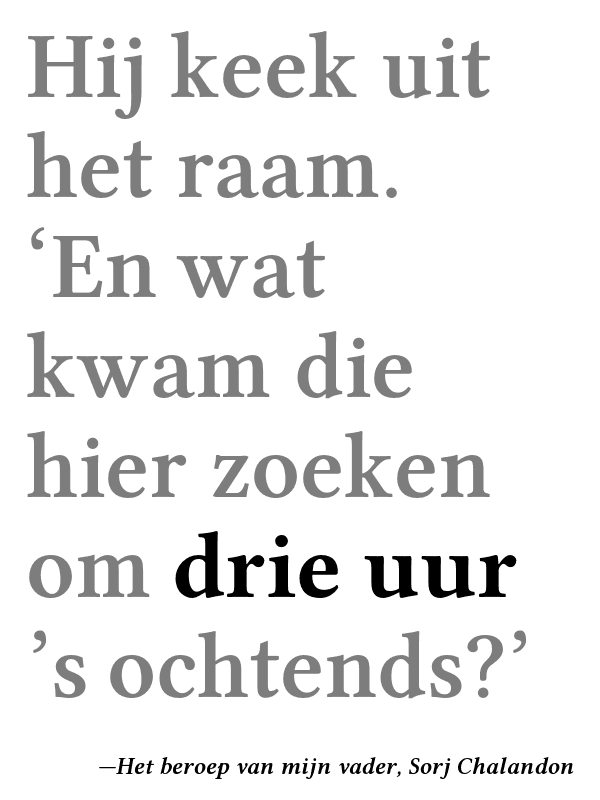 Hij keek uit
het raam.
‘En wat
kwam die
hier zoeken
om drie uur
’s ochtends?’
—Het beroep van mijn vader, Sorj Chalandon